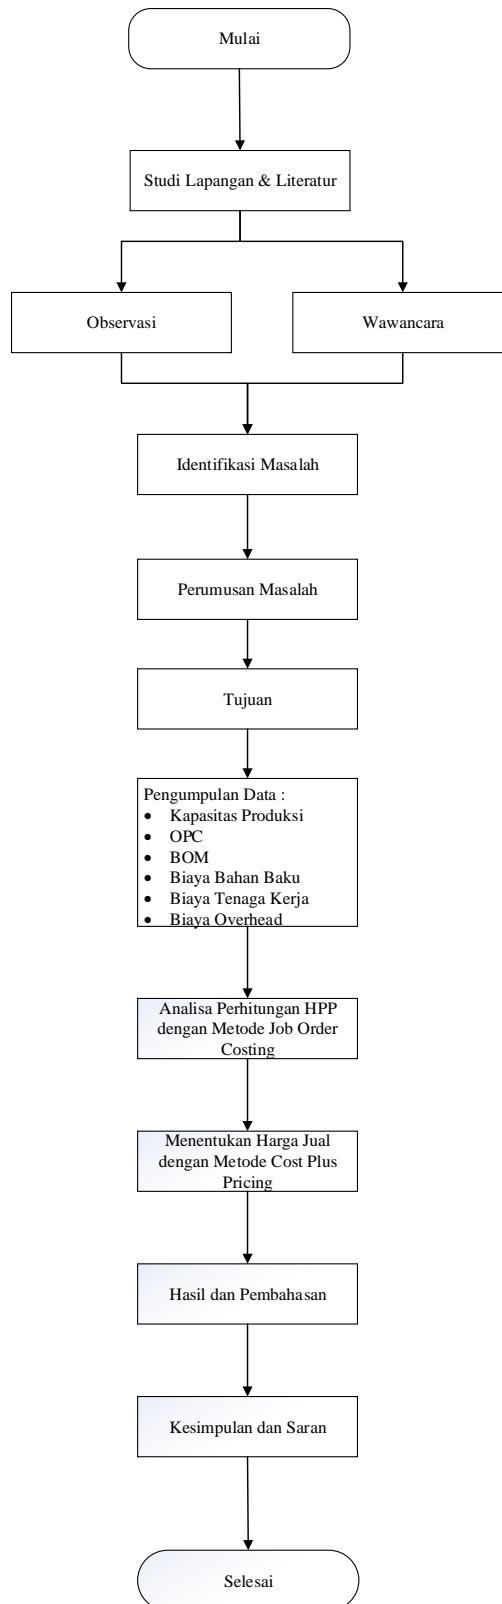 Mulai
Studi Lapangan & Literatur
Observasi
Wawancara
Identifikasi Masalah
Perumusan Masalah
Tujuan
Pengumpulan Data :
• Kapasitas Produksi
• OPC
• BOM
• Biaya Bahan Baku
• Biaya Tenaga Kerja
• Biaya Overhead
Analisa Perhitungan HPP
dengan Metode Job Order
Costing
Menentukan Harga Jual
dengan Metode Cost Plus
Pricing
Hasil dan Pembahasan
Kesimpulan dan Saran
Selesai